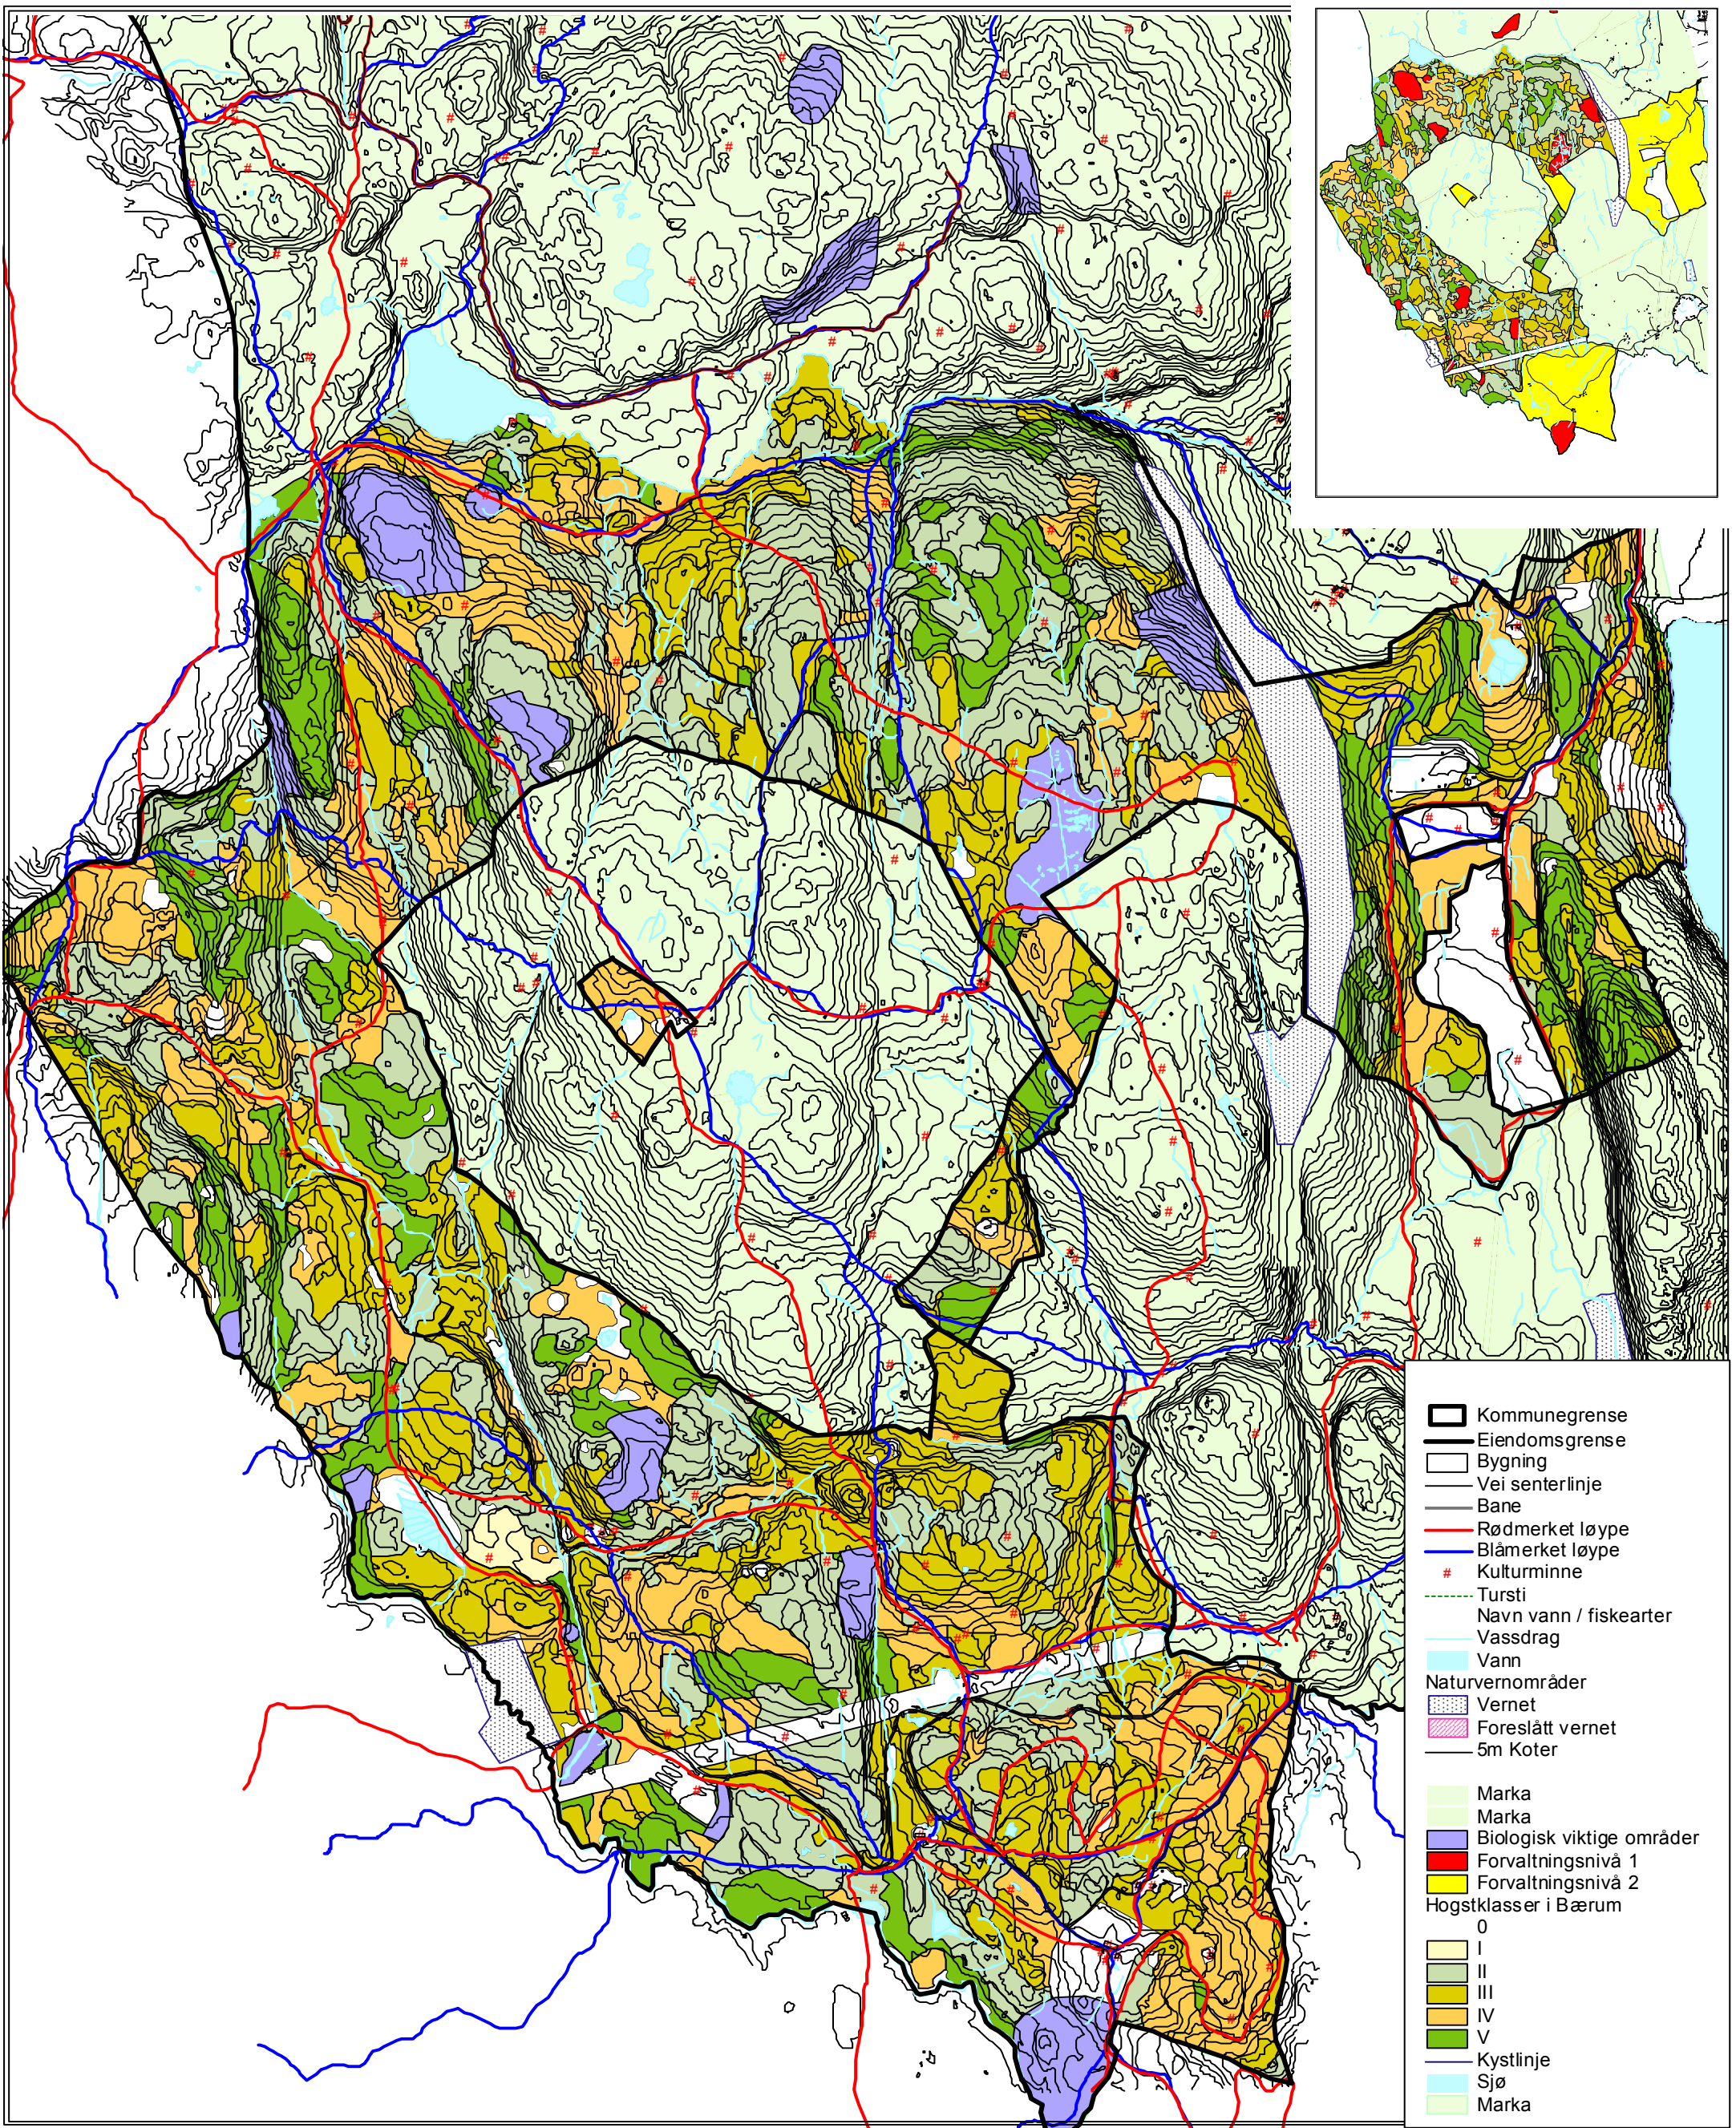 Kommunegrense
Eiendomsgrense
Bygning
Vei senterlinje
Bane
Rødmerket løype
Blåmerket løype
# Kulturminne
Tursti
Navn vann / fiskearter
Vassdrag
Vann
Naturvernområder
Vernet
Foreslått vernet
5m Koter
Marka
Marka
Biologisk viktige områder
Forvaltningsnivå 1
Forvaltningsnivå 2
Hogstklasser i Bærum
0
I
II
III
IV
V
Kystlinje
Sjø
Marka